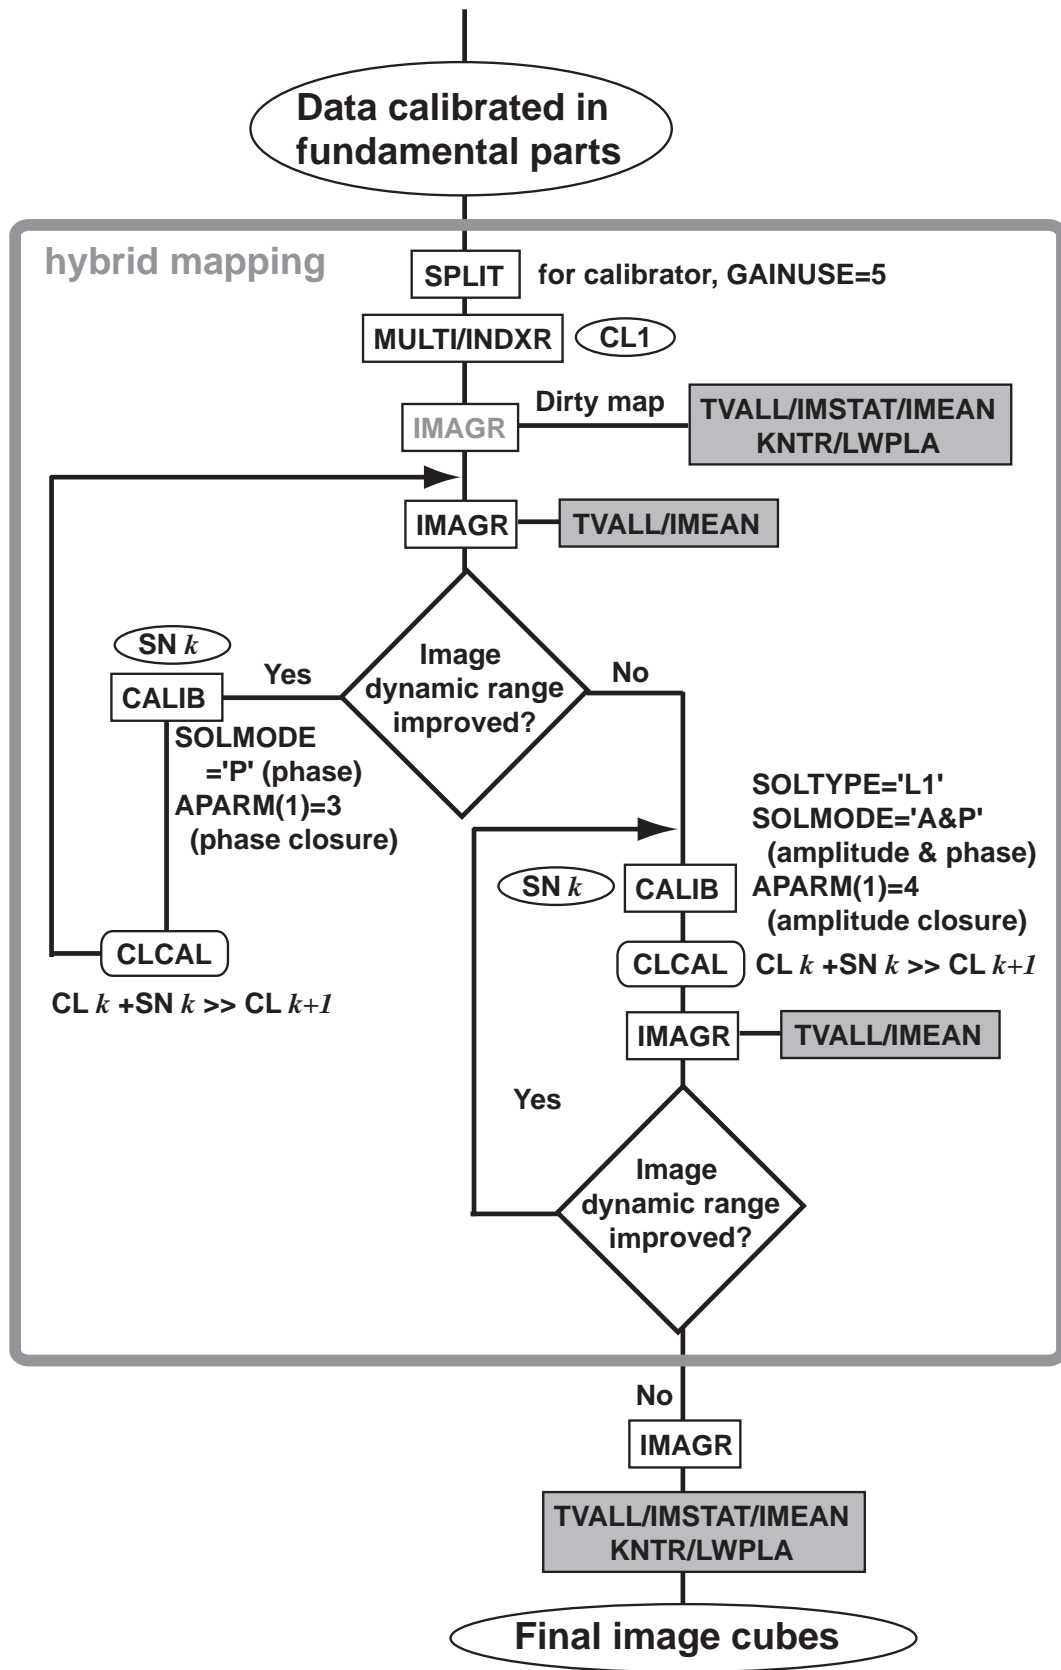 Data calibrated in
fundamental parts
hybrid mapping
SPLIT
for calibrator, GAINUSE=5
MULTI/INDXR
CL1
IMAGR
Dirty map
TVALL/IMSTAT/IMEAN
KNTR/LWPLA
IMAGR
TVALL/IMEAN
Image
dynamic range
improved?
Yes
No
SN k
CALIB
SOLMODE
='P' (phase)
APARM(1)=3
(phase closure)
CLCAL
CL k +SN k >> CL k+1
SOLTYPE='L1'
SOLMODE='A&P'
(amplitude & phase)
APARM(1)=4
(amplitude closure)
SN k
CALIB
CLCAL
CL k +SN k >> CL k+1
IMAGR
TVALL/IMEAN
Yes
Image
dynamic range
improved?
No
IMAGR
TVALL/IMSTAT/IMEAN
KNTR/LWPLA
Final image cubes